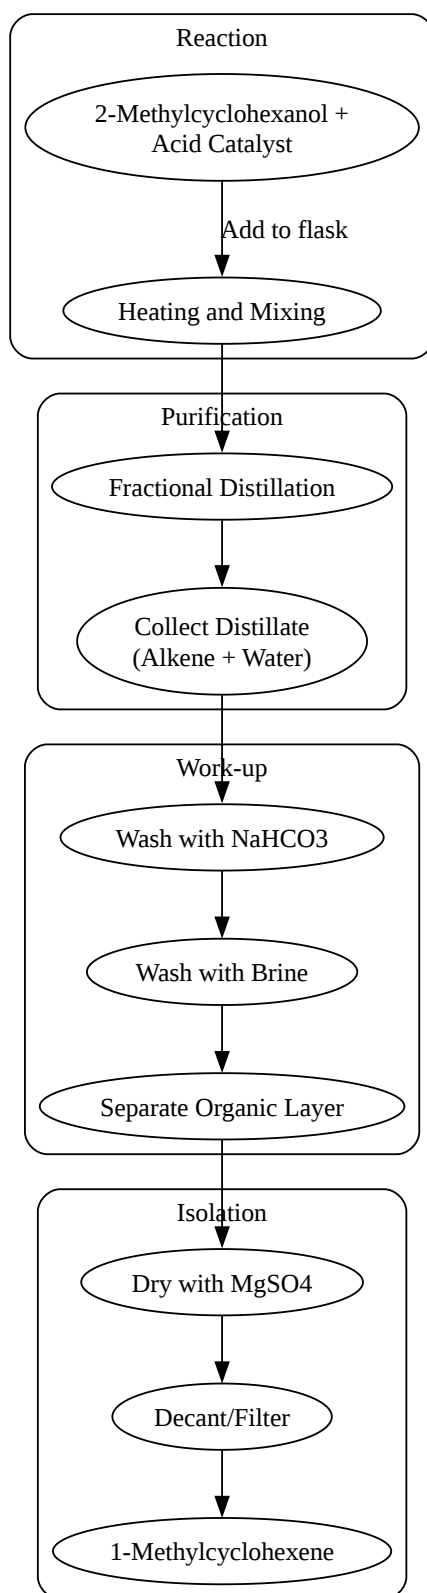 Reaction
2-Methylcyclohexanol +
Acid Catalyst
Add to flask
Heating and Mixing
Purification
Fractional Distillation
Collect Distillate
(Alkene + Water)
Work-up
Wash with NaHCO3
Wash with Brine
Separate Organic Layer
Isolation
Dry with MgSO4
Decant/Filter
1-Methylcyclohexene